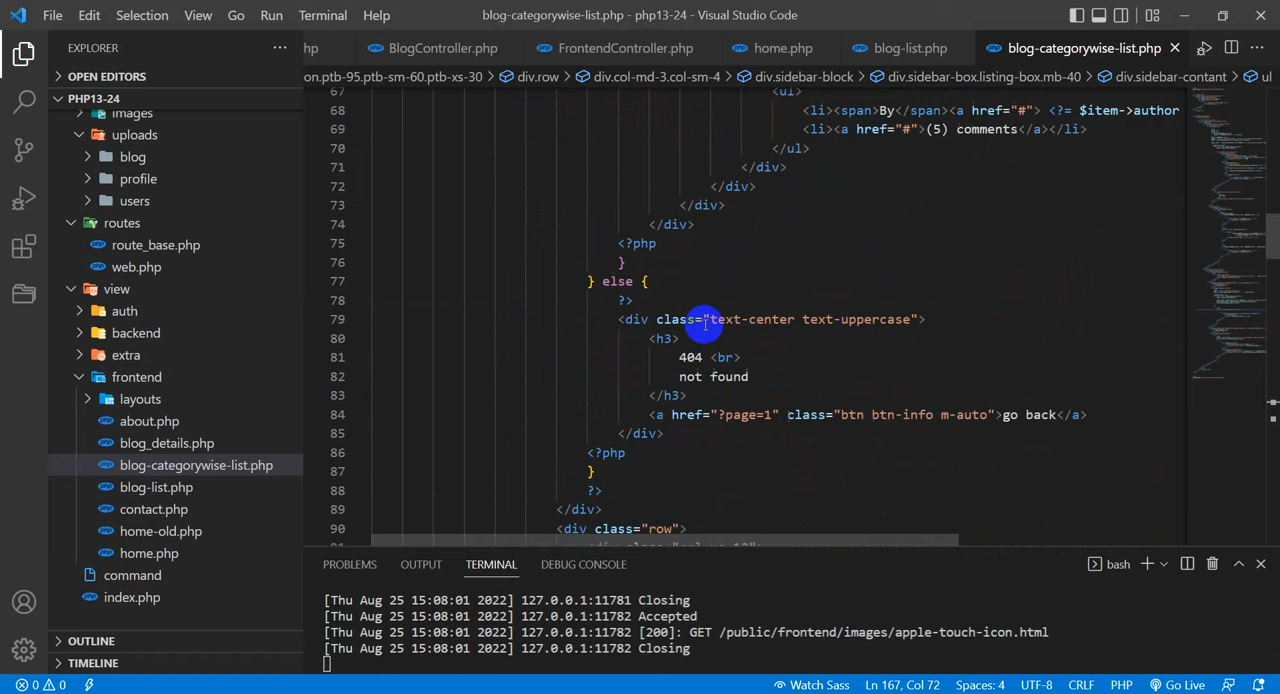 File Edit Selection View Go Run Terminal Help
blog-categorywise-list.php - php13-24 - Visual Studio Code
EXPLORER
hp
BlogController.php
FrontendController.php
home.php
blog-list.php
blog-categorywise-list.php
OPEN EDITORS
on.ptb-95.ptb-sm-60.ptb-xs-30 > div.row > div.col-md-3.col-sm-4 > div.sidebar-block > div.sidebar-box.listing-box.mb-40 > div.sidebar-contant > ul
PHP13-24
images
uploads
blog
profile
users
routes
route_base.php
web.php
view
auth
backend
extra
frontend
layouts
about.php
blog_details.php
blog-categorywise-list.php
blog-list.php
contact.php
home-old.php
home.php
command
index.php
OUTLINE
TIMELINE
67 <ul>
68 <li><span>By</span><a href="#"> <?= $item->author
69 <li><a href="#">(5) comments</a></li>
70 </ul>
71 </div>
72 </div>
73 </div>
74 </div>
75 <?php
76 }
77 } else {
78 ?>
79 <div class="text-center text-uppercase">
80 <h3>
81 404 <br>
82 not found
83 </h3>
84 <a href="?page=1" class="btn btn-info m-auto">go back</a>
85 </div>
86 <?php
87 }
88 ?>
89 </div>
90 <div class="row">
PROBLEMS OUTPUT TERMINAL DEBUG CONSOLE
bash
[Thu Aug 25 15:08:01 2022] 127.0.0.1:11781 Closing
[Thu Aug 25 15:08:01 2022] 127.0.0.1:11782 Accepted
[Thu Aug 25 15:08:01 2022] 127.0.0.1:11782 [200]: GET /public/frontend/images/apple-touch-icon.html
[Thu Aug 25 15:08:01 2022] 127.0.0.1:11782 Closing
0 0
Watch Sass
Ln 167, Col 72
Spaces: 4
UTF-8
CRLF
PHP
Go Live